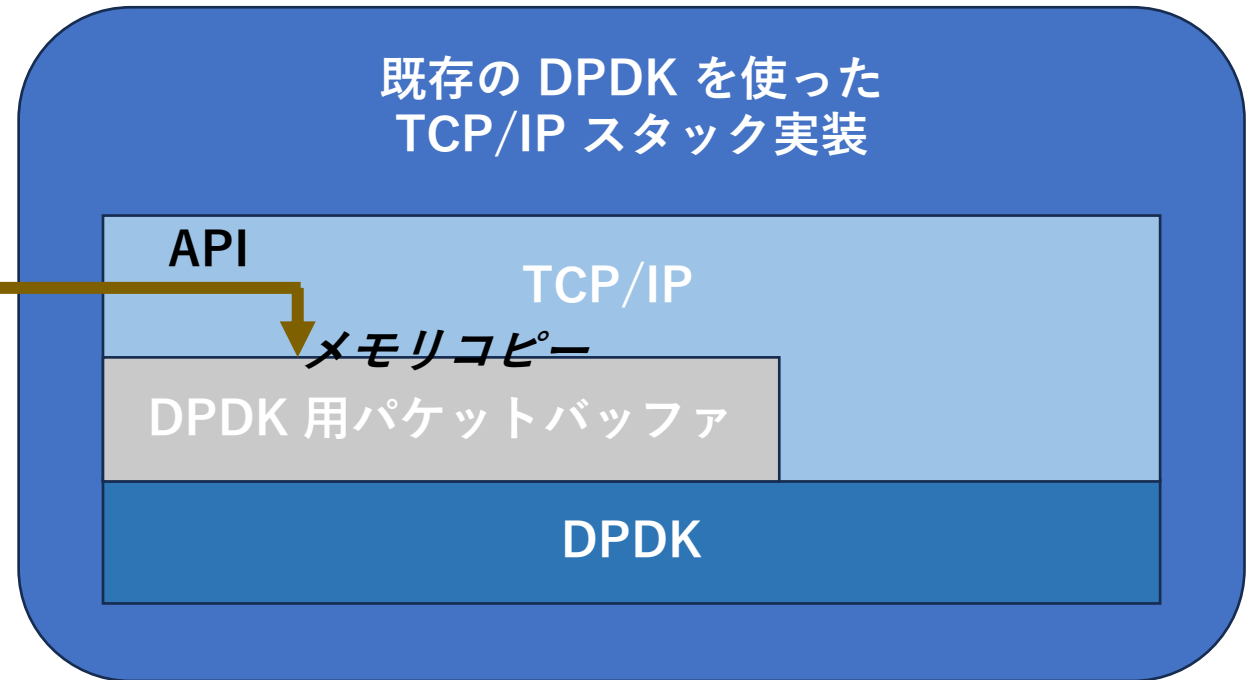 既存の DPDK を使った
TCP/IP スタック実装
API
TCP/IP
メモリコピー
DPDK 用パケットバッファ
DPDK